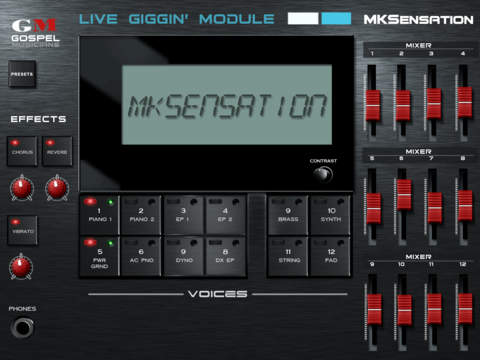 GM
GOSPEL
MUSICIANS
LIVE GIGGIN' MODULE
MKSENSATION
PRESETS
EFFECTS
CHORUS REVERB
VIBRATO
PHONES
MKSENSATION
CONTRAST
1 2 3 4 9 10
PIANO 1 PIANO 2 EP 1 EP 2 BRASS SYNTH
5 6 9 8 11 12
PWR GRND AC PNO DYNO DX EP STRING PAD
VOICES
MIXER
1 2 3 4
MIXER
5 6 7 8
MIXER
9 10 11 12